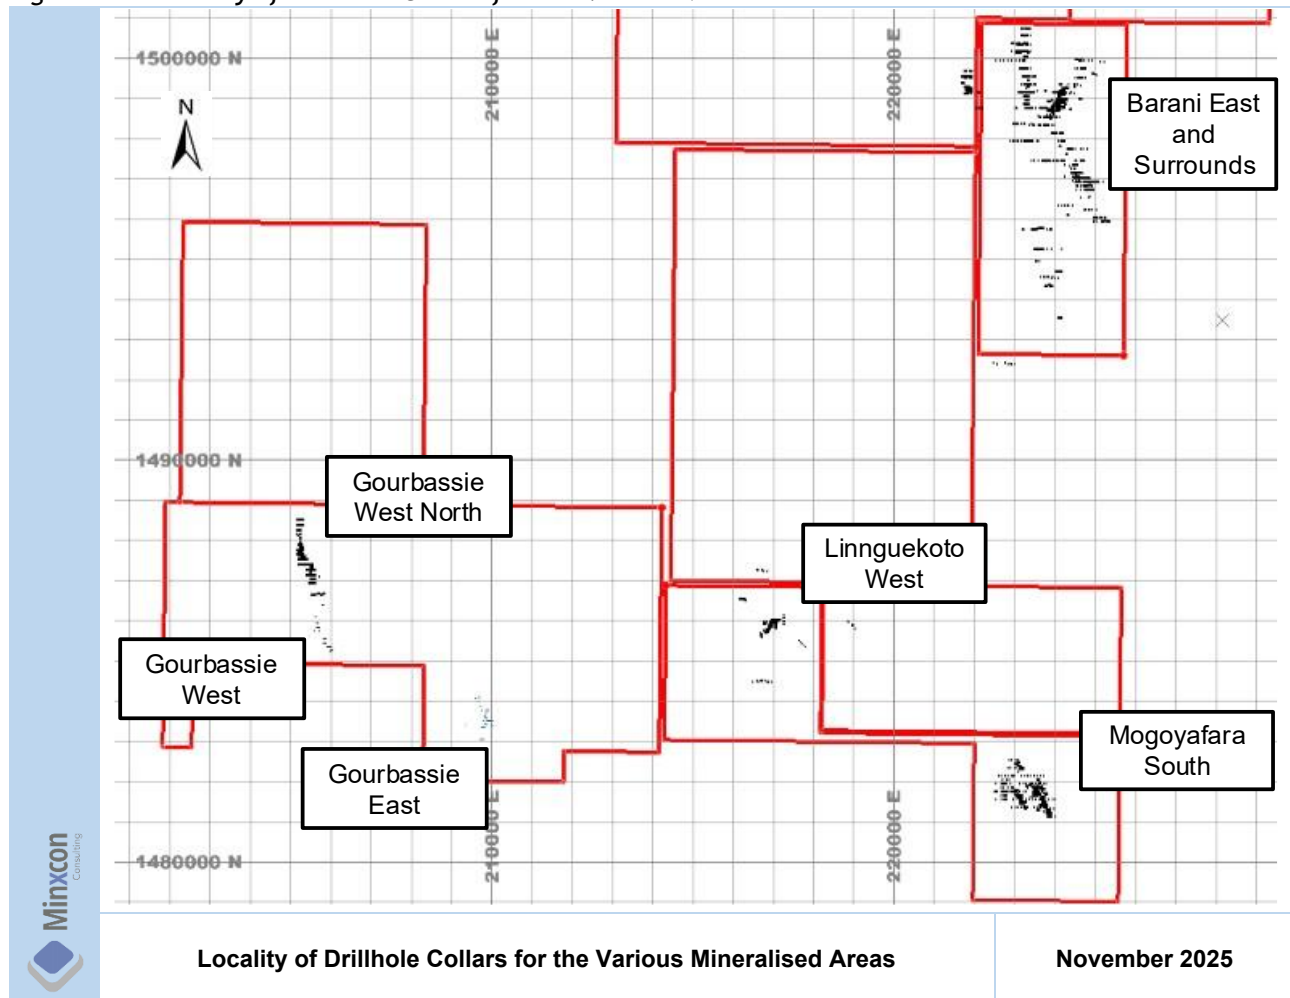 1500000 N
210000 E
220000 E
N
Barani East
and
Surrounds
1490000 N
Gourbassie
West North
Linnguekoto
West
Gourbassie
West
Mogoyafara
South
Gourbassie
East
1480000 N
210000 E
220000 E
Minxcon
Consulting
Locality of Drillhole Collars for the Various Mineralised Areas
November 2025